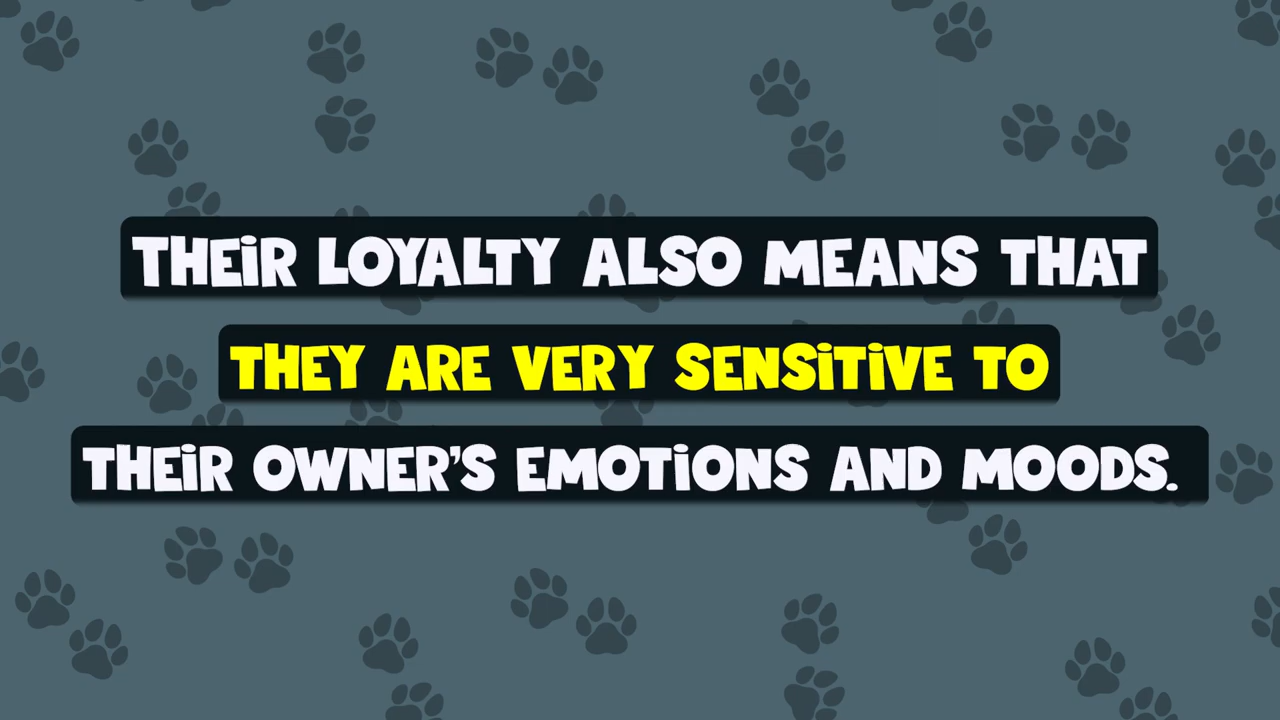 THEIR LOYALTY ALSO MEANS THAT
THEY ARE VERY SENSITIVE TO
THEIR OWNER'S EMOTIONS AND MOODS.